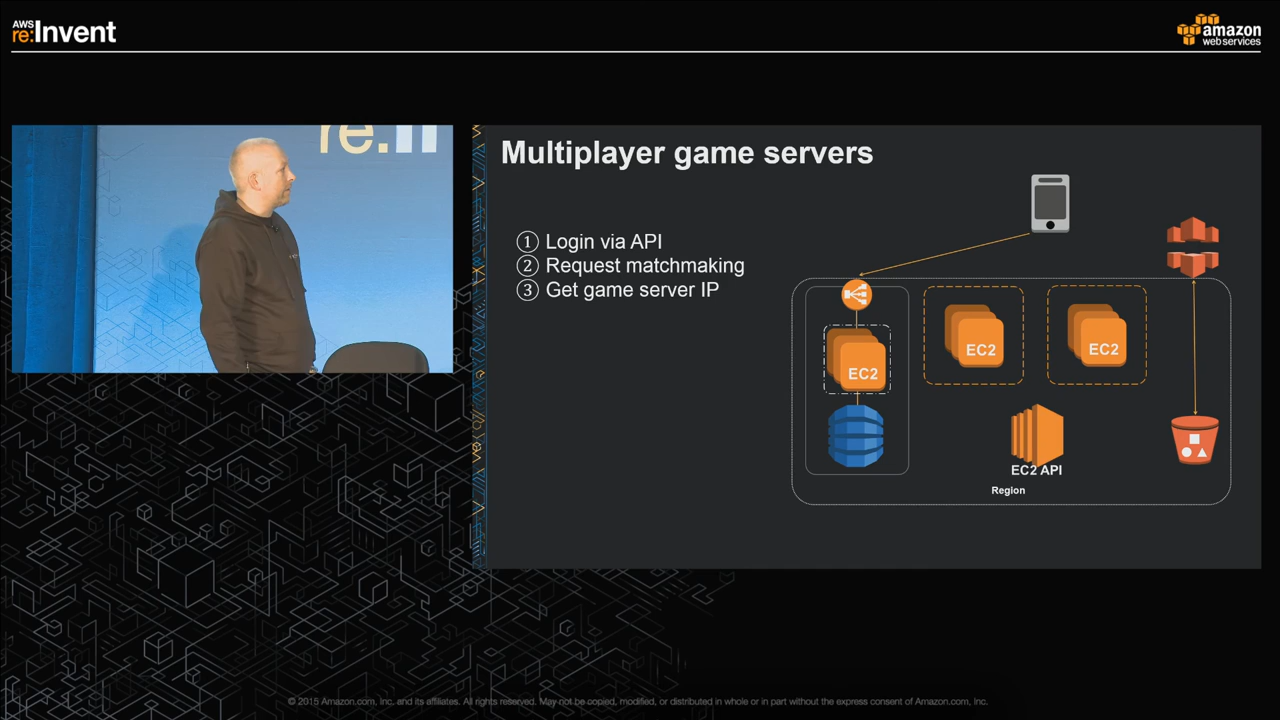 AWS
re:Invent
amazon
web services
re:In
Multiplayer game servers
① Login via API
② Request matchmaking
③ Get game server IP
EC2
EC2
EC2
EC2 API
Region
© 2015 Amazon.com, Inc. and its affiliates. All rights reserved. May not be copied, modified, or distributed in whole or in part without the express consent of Amazon.com, Inc.